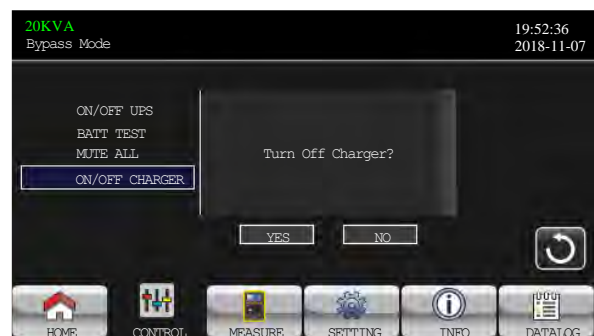 20KVA
Bypass Mode
19:52:36
2018-11-07
ON/OFF UPS
BATT TEST
MUTE ALL
ON/OFF CHARGER
Turn Off Charger?
YES NO
HOME CONTROL MEASURE SETTING INFO DATALOG